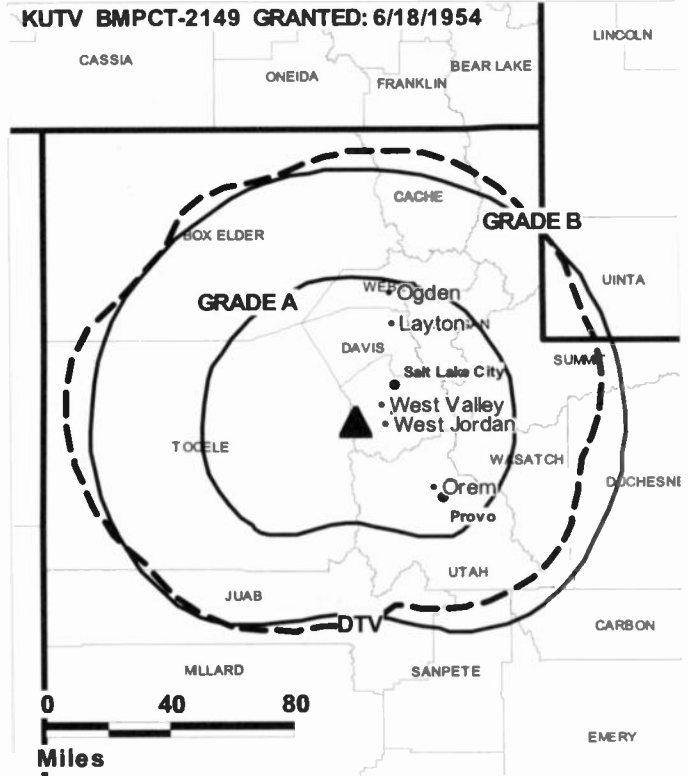 KUTV BMPCT-2149 GRANTED: 6/18/1954
LINCOLN
CASSIA
ONEIDA
BEAR LAKE
FRANKLIN
CACHE
GRADE B
BOX ELDER
UINTA
WEB
Ogden
GRADE A
Layton
AN
DAVIS
SUMMIT
Salt Lake City
West Valley
West Jordan
TOOELE
WASATCH
DUCHESNE
Orem
Provo
UTAH
JUAB
DTV
CARBON
MILLARD
SANPETE
0 40 80
EMERY
Miles